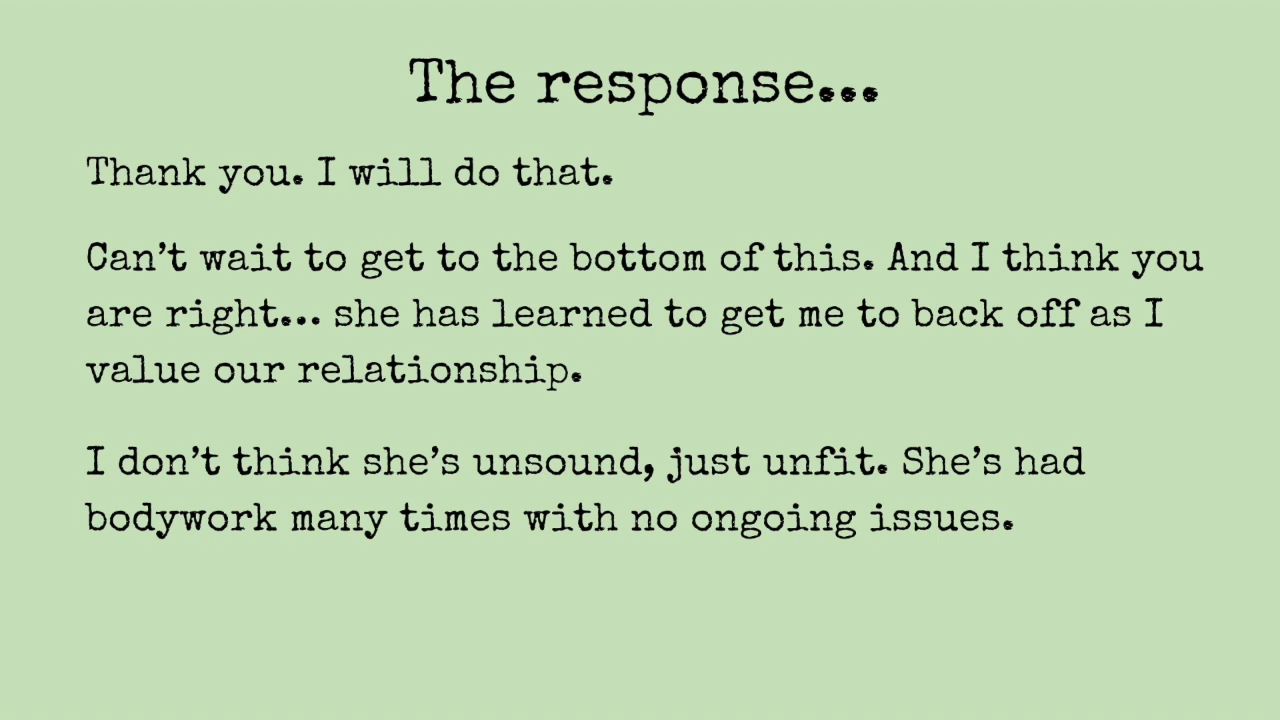 The response...
Thank you. I will do that.
Can’t wait to get to the bottom of this. And I think you
are right... she has learned to get me to back off as I
value our relationship.
I don’t think she’s unsound, just unfit. She’s had
bodywork many times with no ongoing issues.